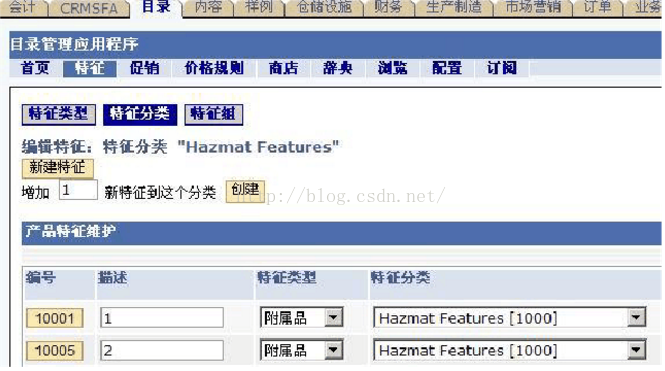 会计 CRMSFA 目录 内容 样例 仓储设施 财务 生产制造 市场营销 订单 业务
目录管理应用程序
首页 特征 促销 价格规则 商店 辞典 浏览 配置 订阅
特征类型 特征分类 特征组
编辑特征：特征分类 "Hazmat Features"
新建特征
增加 1 新特征到这个分类 创建
http://blog.csdn.net/
产品特征维护
编号 描述 特征类型 特征分类
10001 1 附属品 Hazmat Features [1000]
10005 2 附属品 Hazmat Features [1000]